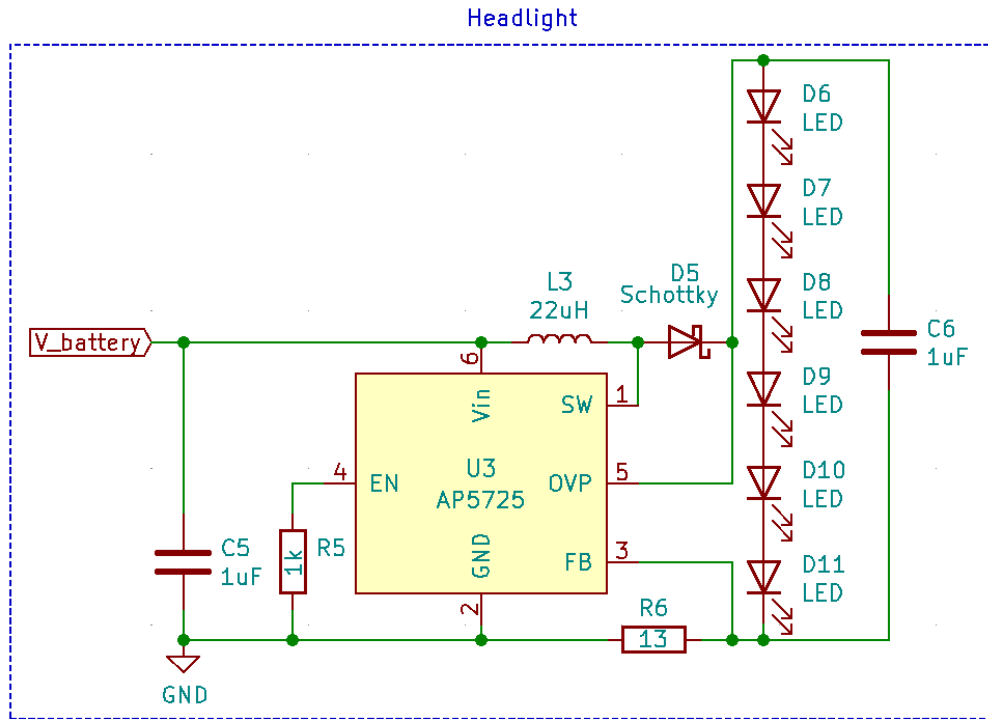 Headlight
D6
LED
D7
LED
D8
LED
L3
22uH
D5
Schottky
V_battery
C6
1uF
6
Vin
SW
1
D9
LED
4
EN
U3
AP5725
OVP
5
D10
LED
C5
1uF
1k
R5
GND
2
FB
3
D11
LED
R6
13
GND